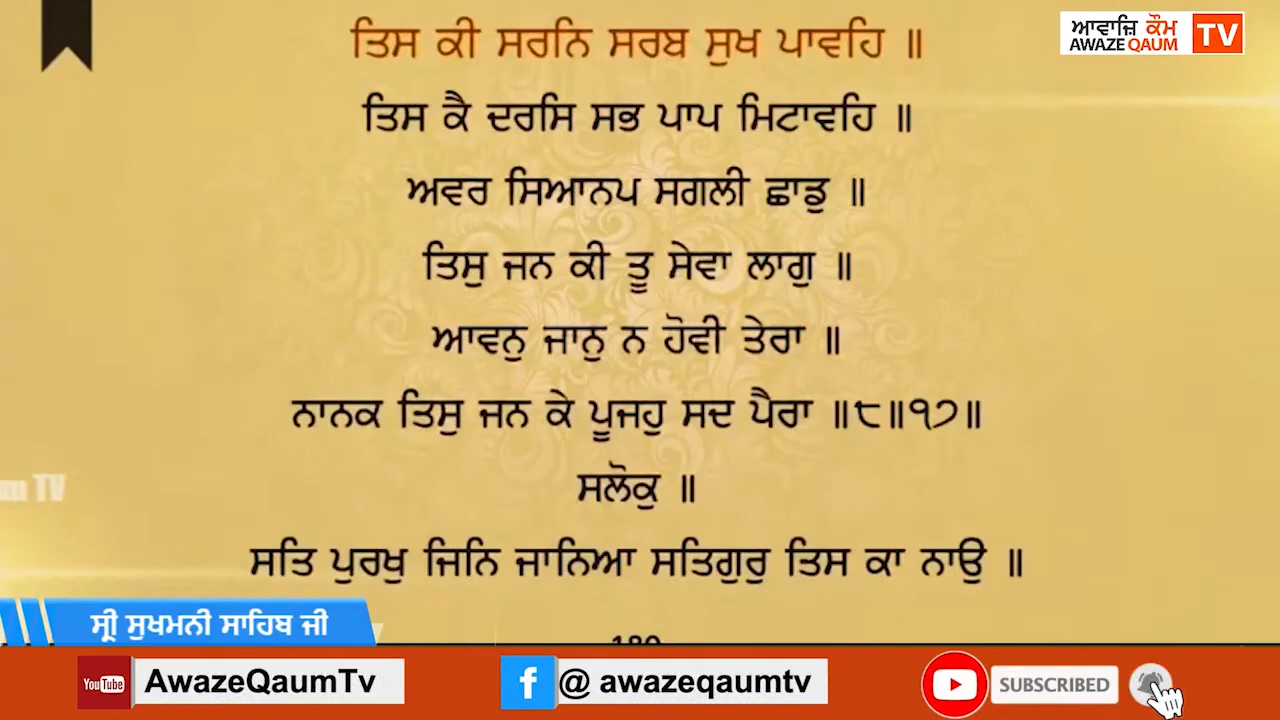 ਤਿਸ ਕੀ ਸਰਨਿ ਸਰਬ ਸੁਖ ਪਾਵਹਿ ॥
ਆਵਾਜ਼ਿ ਕੌਮ
AWAZE QAUM TV
ਤਿਸ ਕੈ ਦਰਸਿ ਸਭ ਪਾਪ ਮਿਟਾਵਹਿ ॥
ਅਵਰ ਸਿਆਨਪ ਸਗਲੀ ਛਾਡੁ ॥
ਤਿਸੁ ਜਨ ਕੀ ਤੂ ਸੇਵਾ ਲਾਗੁ ॥
ਆਵਨੁ ਜਾਨੁ ਨ ਹੋਵੀ ਤੇਰਾ ॥
ਨਾਨਕ ਤਿਸੁ ਜਨ ਕੇ ਪੂਜਹੁ ਸਦ ਪੈਰਾ ॥੮॥੧੭॥
ਸਲੋਕੁ ॥
TV
ਸਤਿ ਪੁਰਖੁ ਜਿਨਿ ਜਾਨਿਆ ਸਤਿਗੁਰੁ ਤਿਸ ਕਾ ਨਾਉ ॥
ਸ੍ਰੀ ਸੁਖਮਨੀ ਸਾਹਿਬ ਜੀ
YouTube AwazeQaumTv
f @ awazeqaumtv
SUBSCRIBED